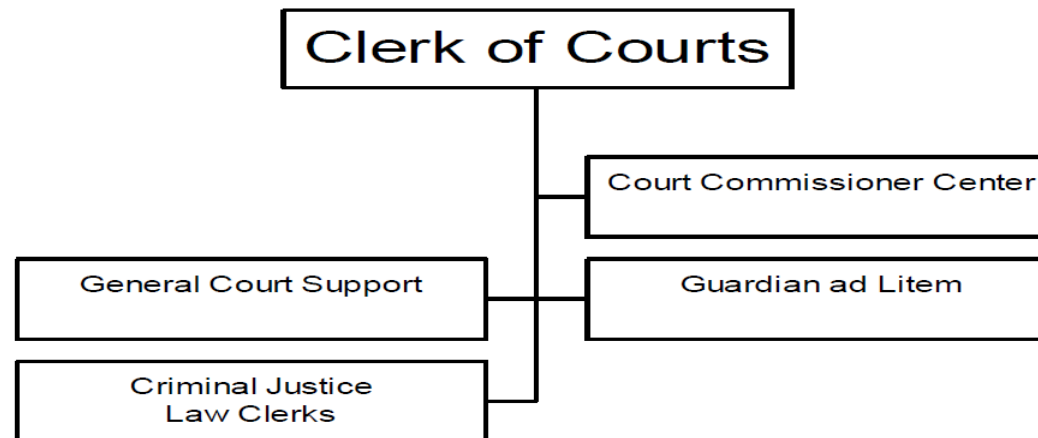 Clerk of Courts
Court Commissioner Center
General Court Support
Guardian ad Litem
Criminal Justice
Law Clerks